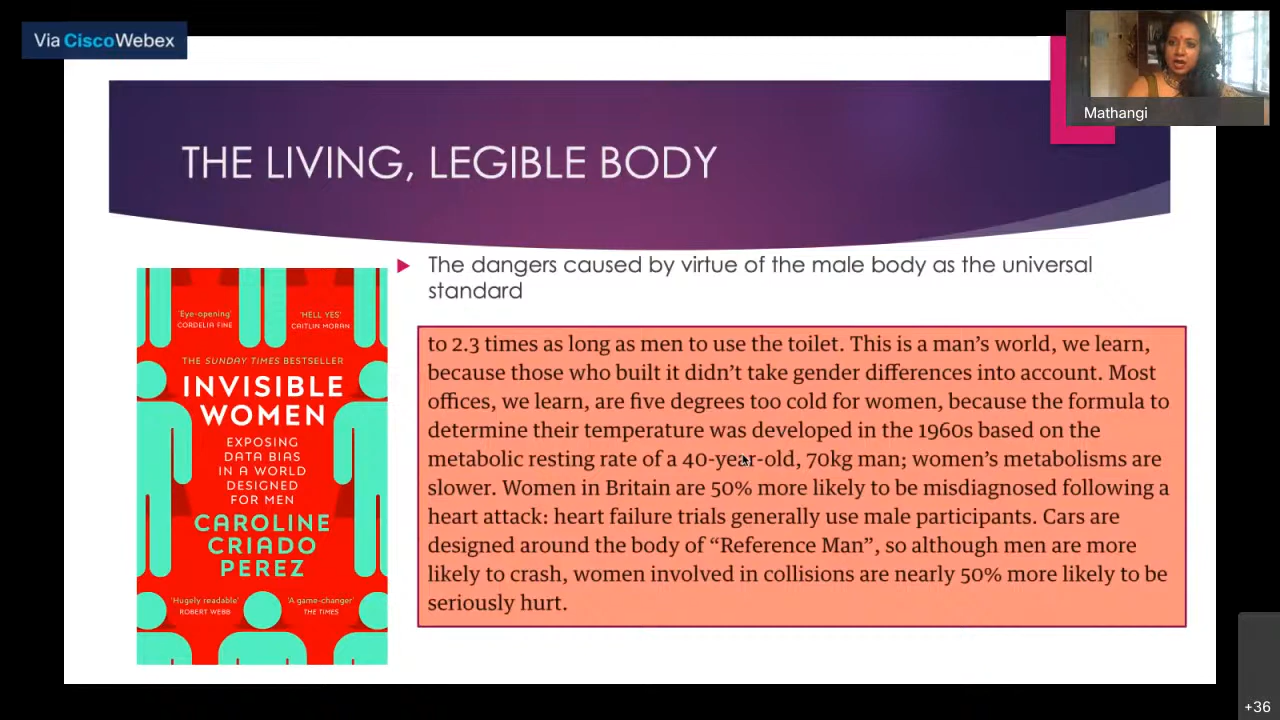 Via Cisco Webex
Mathangi
THE LIVING, LEGIBLE BODY
The dangers caused by virtue of the male body as the universal
standard
'Eye-opening'
CORDELIA FINE
'HELL YES'
CAITLIN MORAN
THE SUNDAY TIMES BESTSELLER
INVISIBLE
WOMEN
EXPOSING
DATA BIAS
IN A WORLD
DESIGNED
FOR MEN
CAROLINE
CRIADO
PEREZ
'Hugely readable'
ROBERT WEBB
'A game-changer'
THE TIMES
to 2.3 times as long as men to use the toilet. This is a man's world, we learn,
because those who built it didn't take gender differences into account. Most
offices, we learn, are five degrees too cold for women, because the formula to
determine their temperature was developed in the 1960s based on the
metabolic resting rate of a 40-year-old, 70kg man; women's metabolisms are
slower. Women in Britain are 50% more likely to be misdiagnosed following a
heart attack: heart failure trials generally use male participants. Cars are
designed around the body of “Reference Man”, so although men are more
likely to crash, women involved in collisions are nearly 50% more likely to be
seriously hurt.
+36